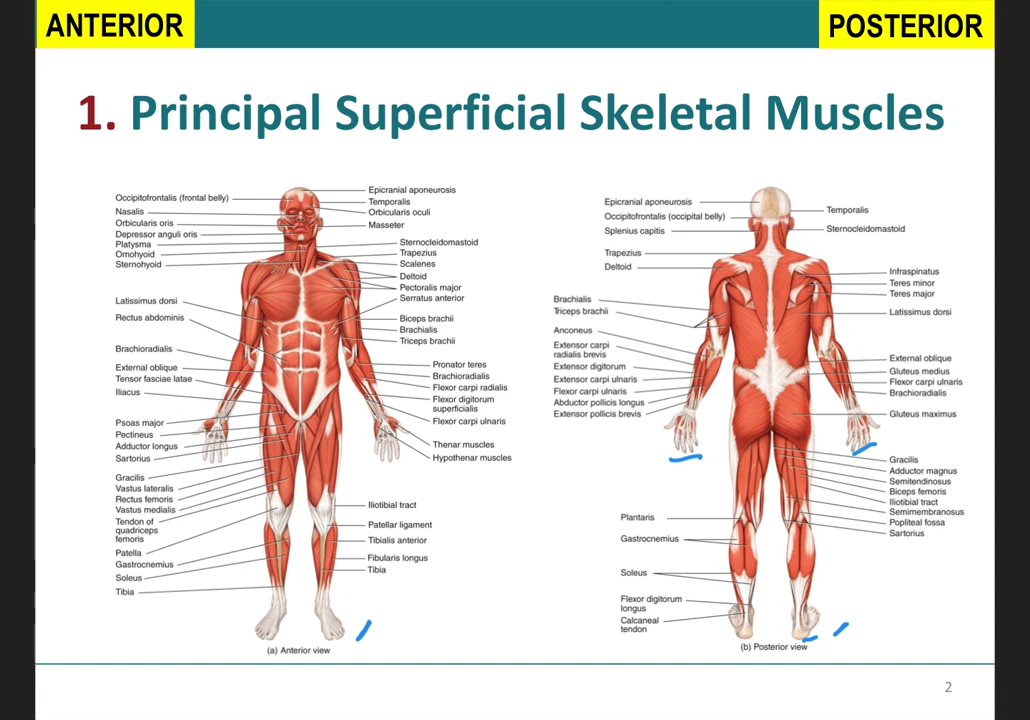 ANTERIOR
POSTERIOR
1. Principal Superficial Skeletal Muscles
Occipitofrontalis (frontal belly)
Nasalis
Orbicularis oris
Depressor anguli oris
Platysma
Omohyoid
Sternohyoid
Latissimus dorsi
Rectus abdominis
Brachioradialis
External oblique
Tensor fasciae latae
Iliacus
Psoas major
Pectineus
Adductor longus
Sartorius
Gracilis
Vastus lateralis
Rectus femoris
Vastus medialis
Tendon of
quadriceps
femoris
Patella
Gastrocnemius
Soleus
Tibia
Epicranial aponeurosis
Temporalis
Orbicularis oculi
Masseter
Sternocleidomastoid
Trapezius
Scalenes
Deltoid
Pectoralis major
Serratus anterior
Biceps brachii
Brachialis
Triceps brachii
Pronator teres
Brachioradialis
Flexor carpi radialis
Flexor digitorum
superficialis
Flexor carpi ulnaris
Thenar muscles
Hypothenar muscles
Iliotibial tract
Patellar ligament
Tibialis anterior
Fibularis longus
Tibia
(a) Anterior view
Epicranial aponeurosis
Occipitofrontalis (occipital belly)
Splenius capitis
Trapezius
Deltoid
Brachialis
Triceps brachii
Anconeus
Extensor carpi
radialis brevis
Extensor digitorum
Extensor carpi ulnaris
Flexor carpi ulnaris
Abductor pollicis longus
Extensor pollicis brevis
Plantaris
Gastrocnemius
Soleus
Flexor digitorum
longus
Calcaneal
tendon
Temporalis
Sternocleidomastoid
Infraspinatus
Teres minor
Teres major
Latissimus dorsi
External oblique
Gluteus medius
Flexor carpi ulnaris
Brachioradialis
Gluteus maximus
Gracilis
Adductor magnus
Semitendinosus
Biceps femoris
Iliotibial tract
Semimembranosus
Popliteal fossa
Sartorius
(b) Posterior view
2